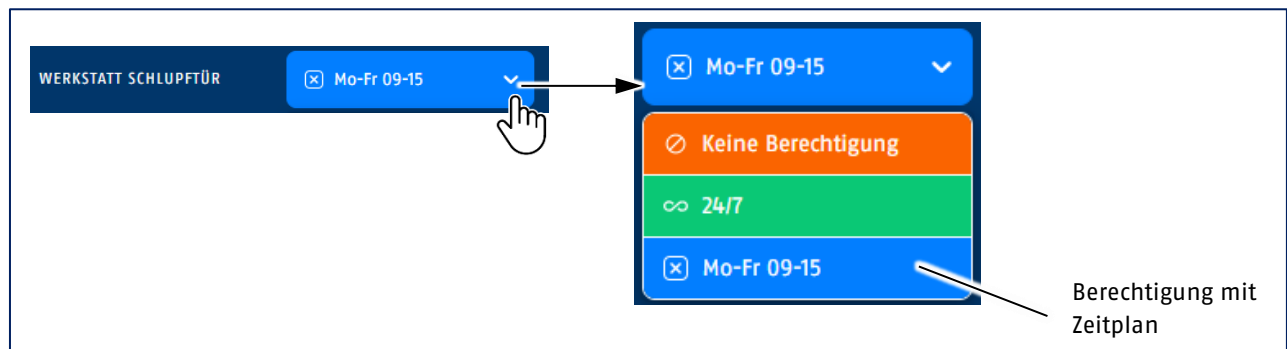 WERKSTATT SCHLUPFTÜR
Mo-Fr 09-15
Mo-Fr 09-15
Keine Berechtigung
24/7
Mo-Fr 09-15
Berechtigung mit
Zeitplan